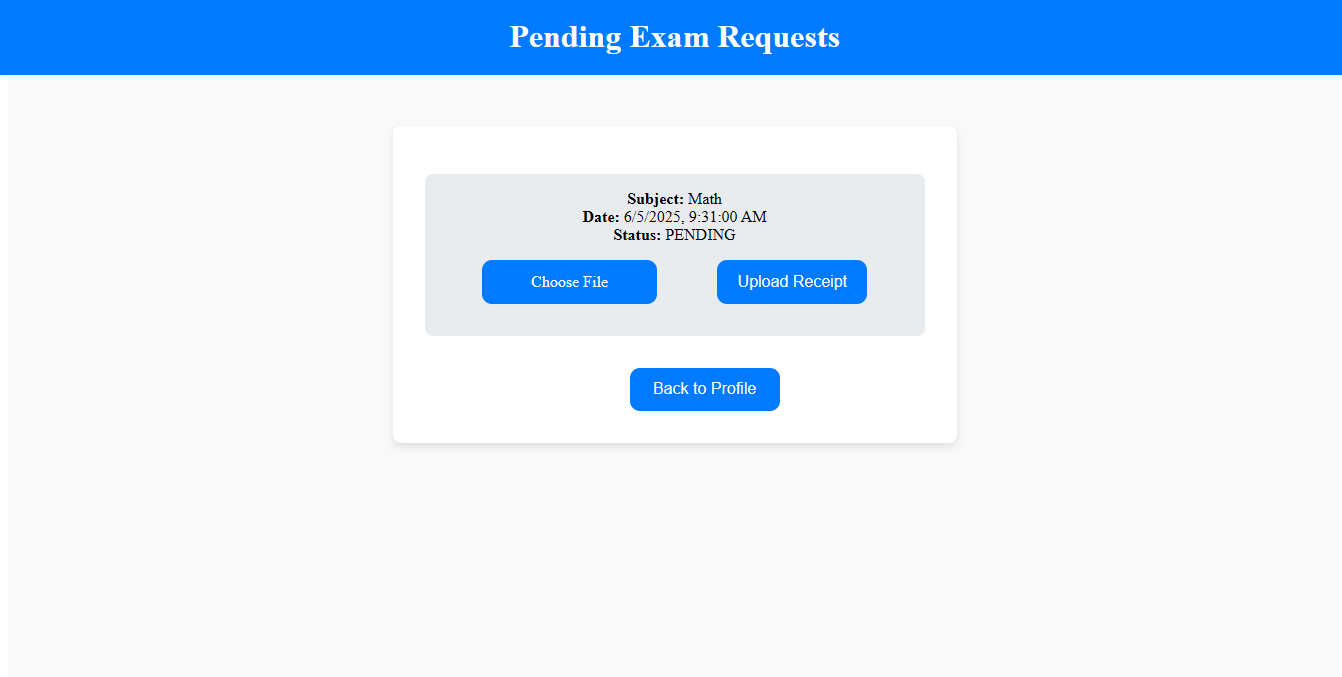 Pending Exam Requests
Subject: Math
Date: 6/5/2025, 9:31:00 AM
Status: PENDING
Choose File
Upload Receipt
Back to Profile